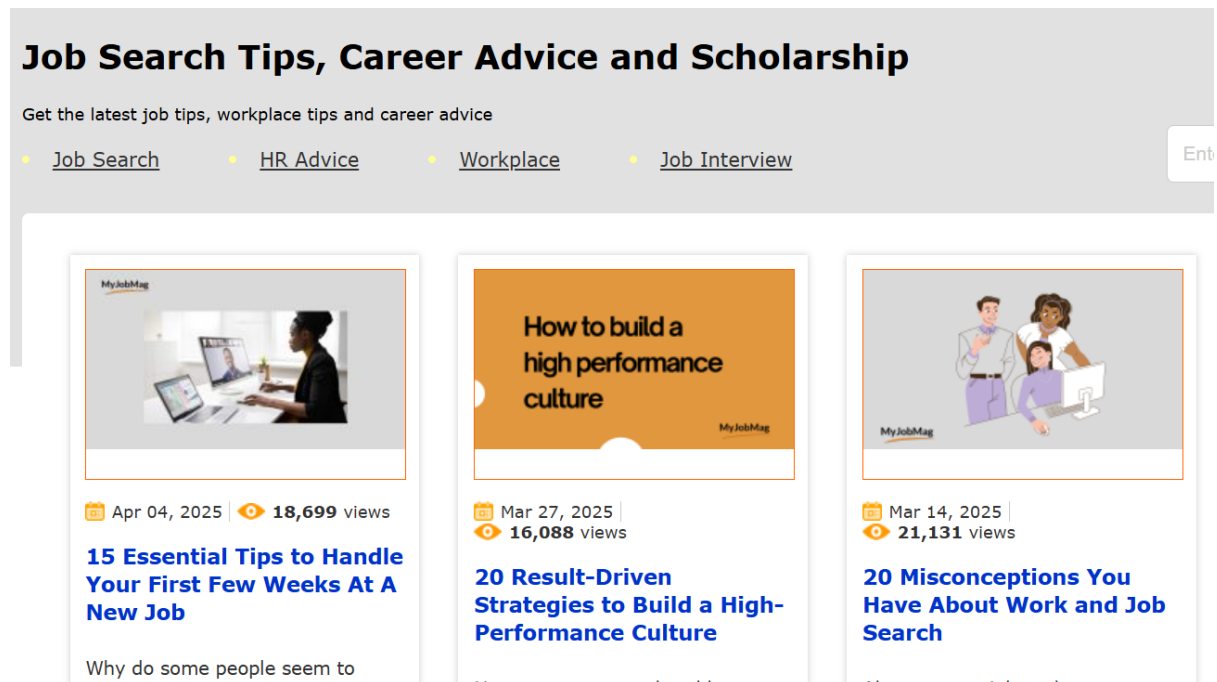 Job Search Tips, Career Advice and Scholarship
Get the latest job tips, workplace tips and career advice
Job Search
HR Advice
Workplace
Job Interview
MyJobMag
Apr 04, 2025
18,699 views
15 Essential Tips to Handle
Your First Few Weeks At A
New Job
Why do some people seem to
How to build a
high performance
culture
MyJobMag
Mar 27, 2025
16,088 views
20 Result-Driven
Strategies to Build a High-
Performance Culture
MyJobMag
Mar 14, 2025
21,131 views
20 Misconceptions You
Have About Work and Job
Search